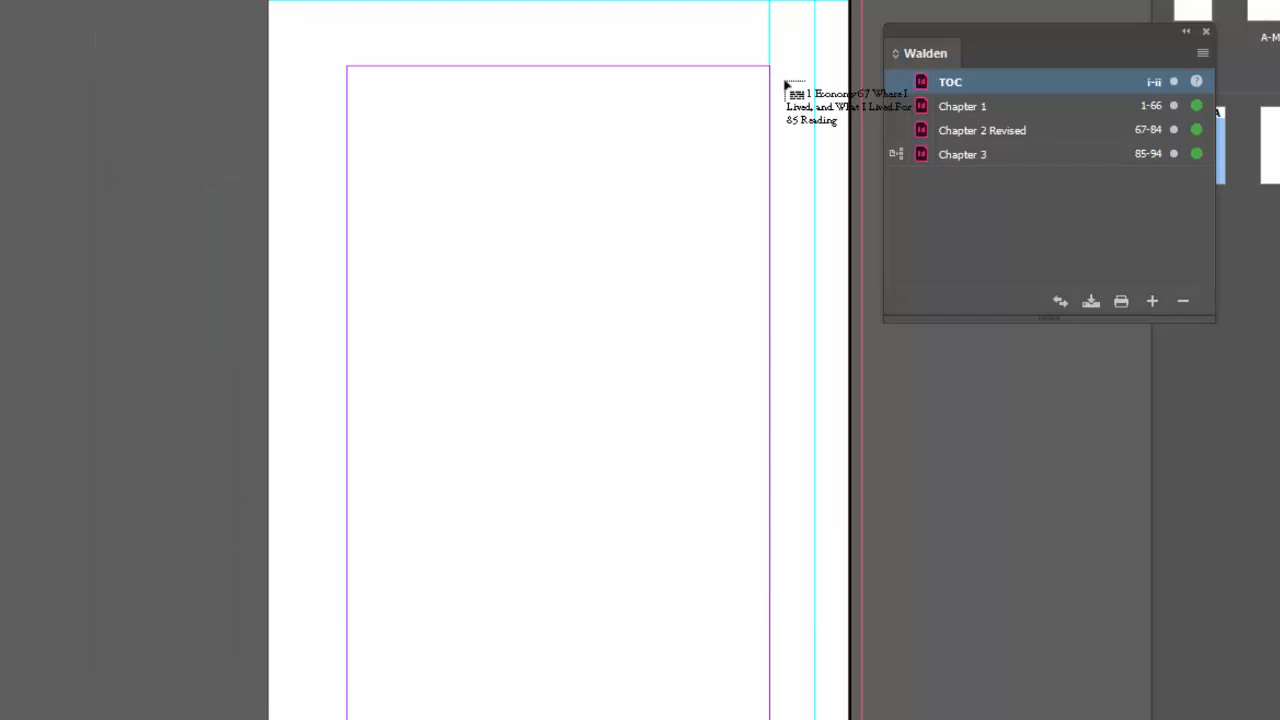 A-M
Walden
TOC i-ii ?
Chapter 1 1-66
A
Chapter 2 Revised 67-84
Chapter 3 85-94
1 Economy 67 Where I
Lived, and What I Lived For
85 Reading